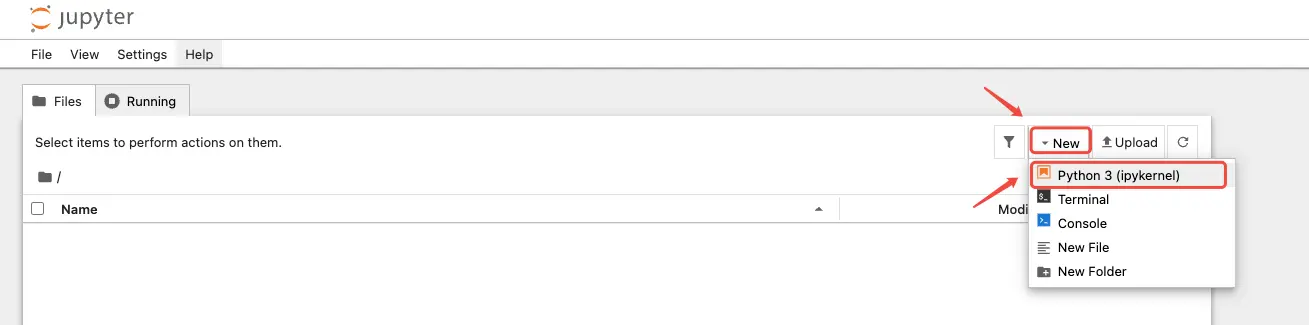 jupyter
File View Settings Help
Files Running
Select items to perform actions on them.
New Upload
/
Python 3 (ipykernel)
Terminal
Name Modi
Console
New File
New Folder